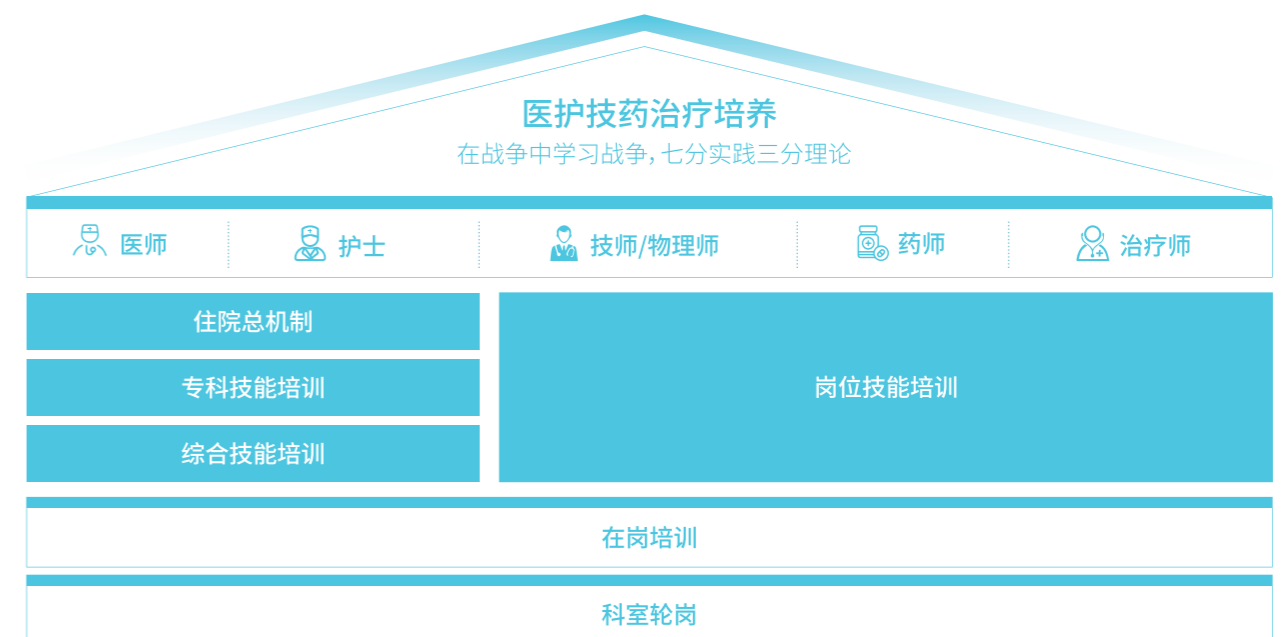 医护技药治疗培养
在战争中学习战争，七分实践三分理论
医师
护士
技师/物理师
药师
治疗师
住院总机制
专科技能培训
综合技能培训
岗位技能培训
在岗培训
科室轮岗